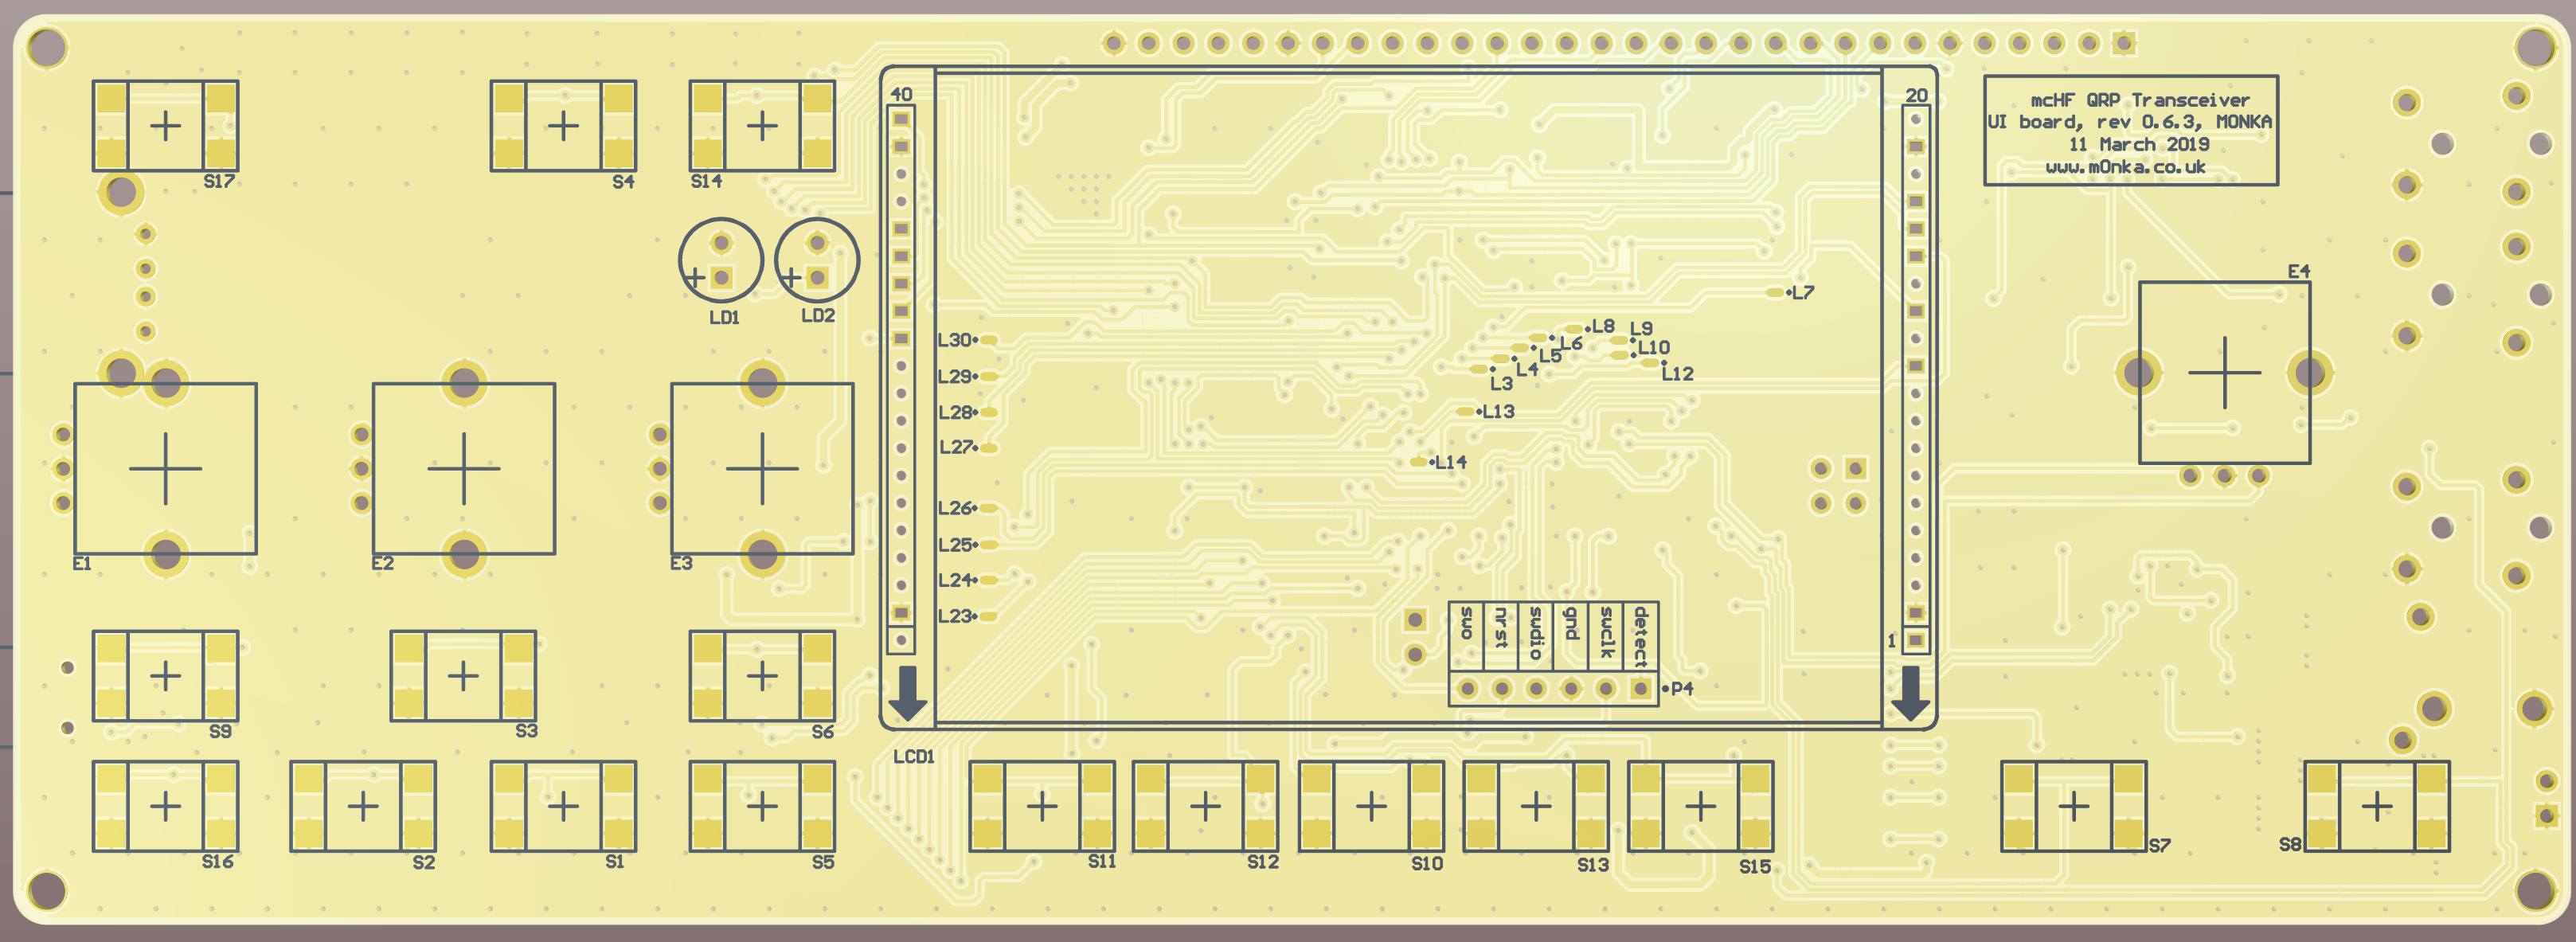 40
20
mcHF QRP Transceiver
UI board, rev 0.6.3, M0NKA
11 March 2019
www.m0nka.co.uk
S17
S4
S14
LD1
LD2
E4
L7
L8
L9
L6
L10
L5
L4
L12
L3
L30
L29
L28
L27
L13
L14
L26
L25
L24
L23
E1
E2
E3
swo
nrst
swdio
gnd
swclk
detect
P4
1
S9
S3
S6
LCD1
S16
S2
S1
S5
S11
S12
S10
S13
S15
S7
S8